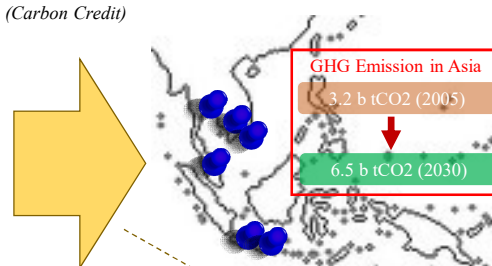 (Carbon Credit)
GHG Emission in Asia
3.2 b tCO2 (2005)
6.5 b tCO2 (2030)